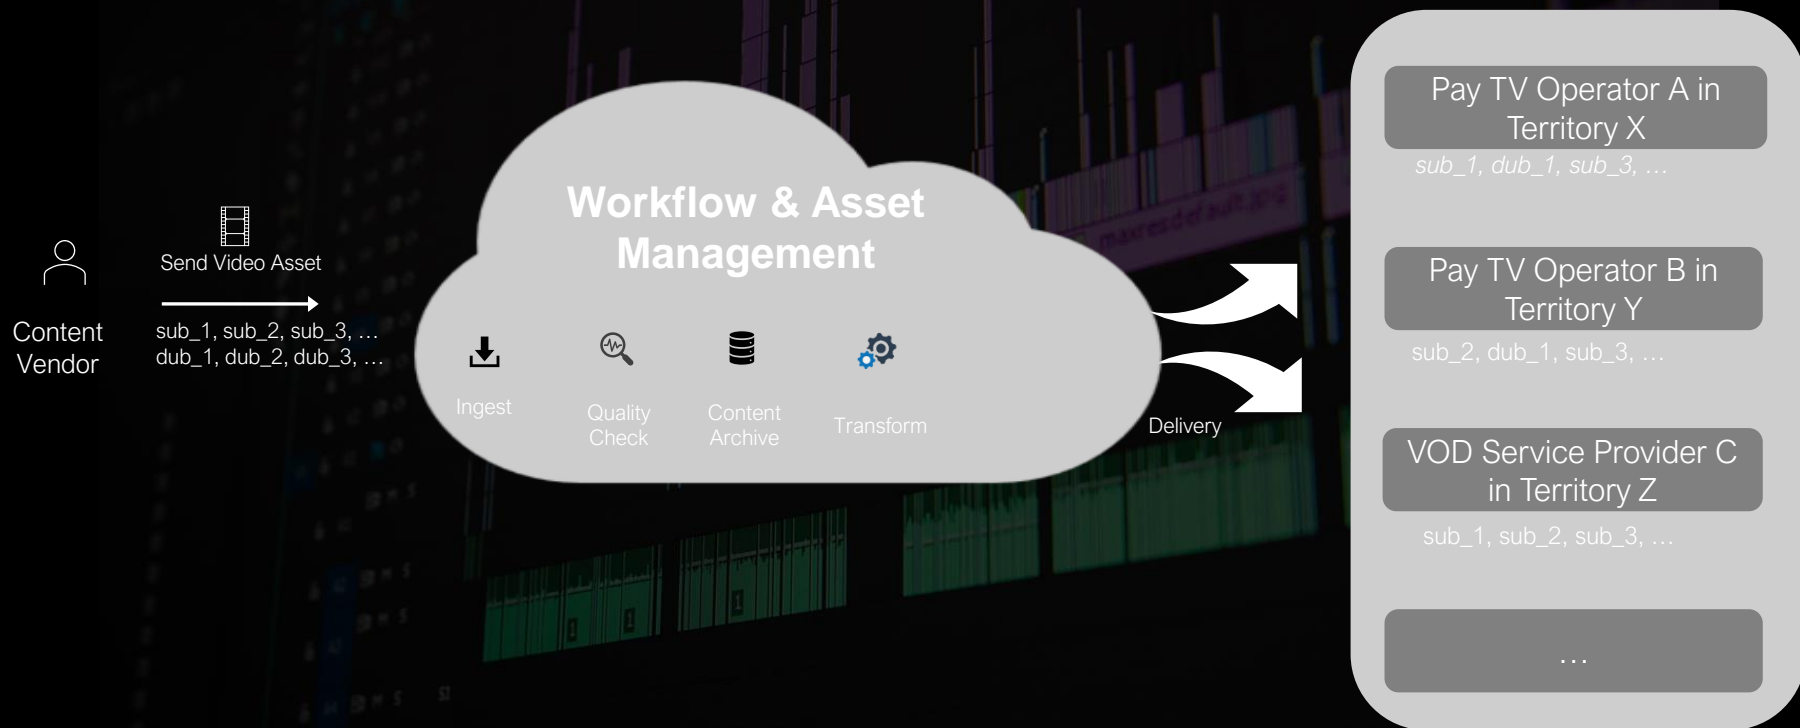 Content
Vendor
Send Video Asset
sub_1, sub_2, sub_3, ...
dub_1, dub_2, dub_3, ...
Workflow & Asset
Management
Ingest
Quality
Check
Content
Archive
Transform
Delivery
maxresdefault.jpg
Pay TV Operator A in
Territory X
sub_1, dub_1, sub_3, ...
Pay TV Operator B in
Territory Y
sub_2, dub_1, sub_3, ...
VOD Service Provider C
in Territory Z
sub_1, sub_2, sub_3, ...
...